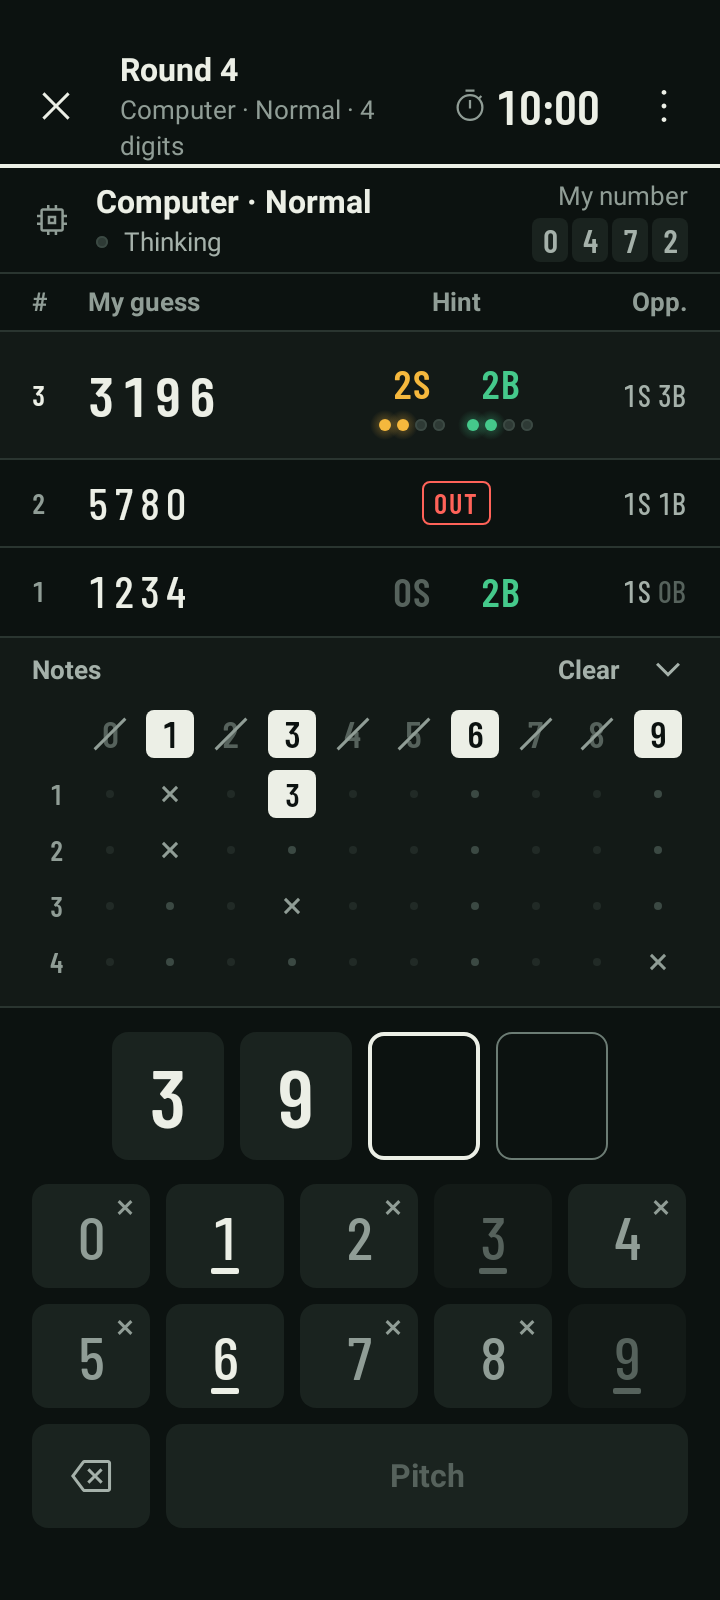 Round 4
Computer · Normal · 4
digits
10:00
Computer · Normal
Thinking
My number
0 4 7 2
# My guess Hint Opp.
3 3196 2S 2B 1S 3B
2 5780 OUT 1S 1B
1 1234 0S 2B 1S 0B
Notes Clear
0 1 2 3 4 5 6 7 8 9
1 × 3
2 ×
3 ×
4 ×
3 9
0 × 1 2 × 3 4 ×
5 × 6 7 × 8 × 9
Pitch